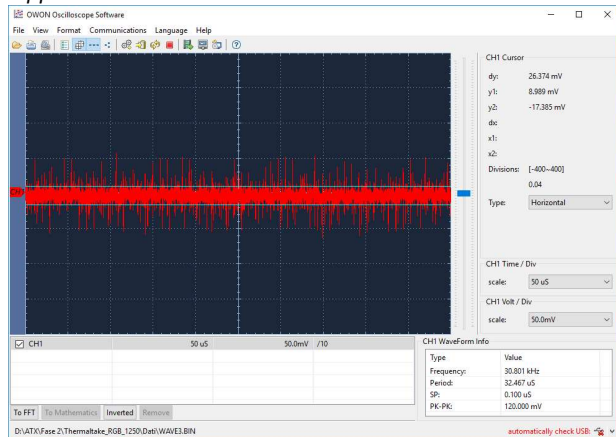 OWON Oscilloscope Software
File View Format Communications Language Help
CH1 Cursor
dy: 26.374 mV
y1: 8.989 mV
y2: -17.385 mV
dx:
x1:
x2:
Divisions: [-400~400]
0.04
Type: Horizontal
CH1
CH1 Time / Div
scale: 50 uS
CH1 Volt / Div
scale: 50.0mV
CH1 50 uS 50.0mV /10
CH1 WaveForm Info
Type Value
Frequency: 30.801 kHz
Period: 32.467 uS
SP: 0.100 uS
PK-PK: 120.000 mV
To FFT To Mathematics Inverted Remove
D:\ATX\Fase 2\Thermaltake_RGB_1250\Dati\WAVE3.BIN automatically check USB: